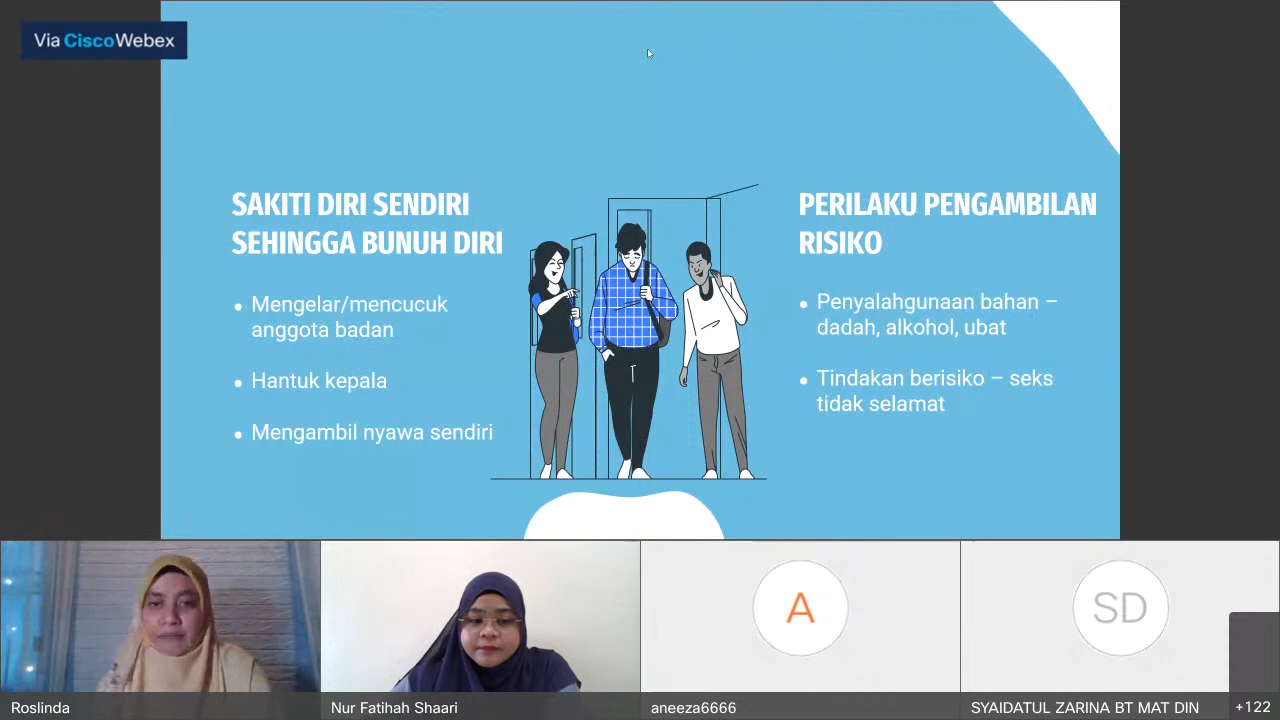 Via Cisco Webex
SAKITI DIRI SENDIRI
SEHINGGA BUNUH DIRI
Mengelar/mencucuk
anggota badan
Hantuk kepala
Mengambil nyawa sendiri
PERILAKU PENGAMBILAN
RISIKO
Penyalahgunaan bahan –
dadah, alkohol, ubat
Tindakan berisiko – seks
tidak selamat
A
SD
Roslinda
Nur Fatihah Shaari
aneeza6666
SYAIDATUL ZARINA BT MAT DIN
+122